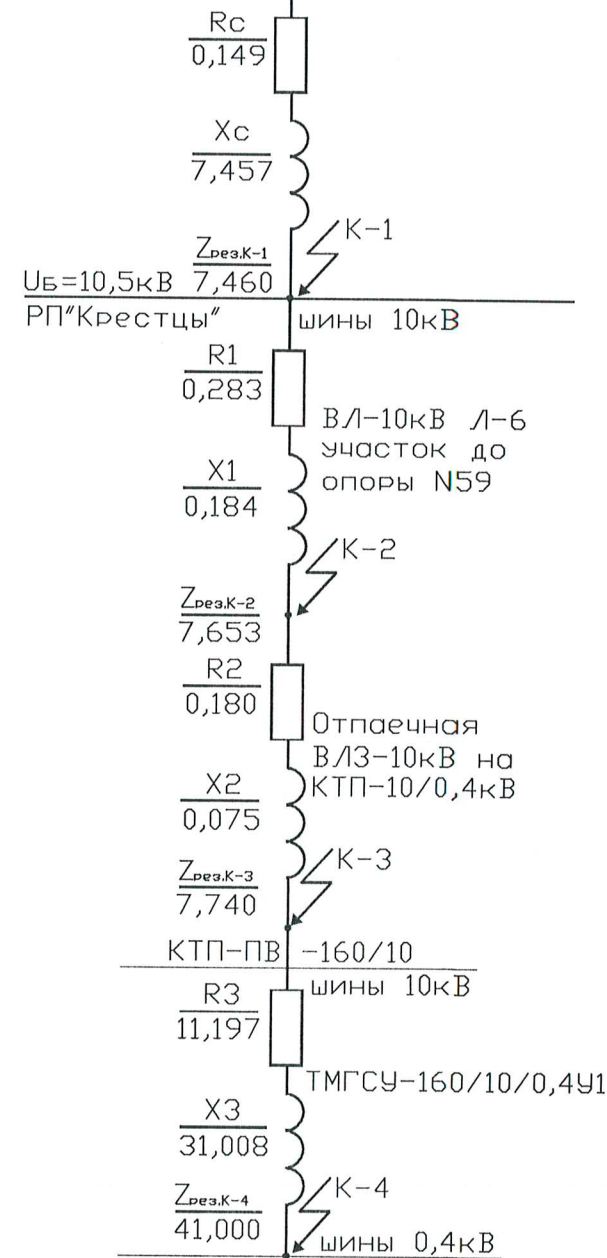 Rс
0,149
Xс
7,457
К-1
Zрез.К-1
Uб=10,5кВ 7,460
РП"Крестцы" шины 10кВ
R1
0,283
ВЛ-10кВ Л-6
участок до
опоры N59
X1
0,184
К-2
Zрез.К-2
7,653
R2
0,180
Отпаечная
ВЛЗ-10кВ на
КТП-10/0,4кВ
X2
0,075
К-3
Zрез.К-3
7,740
КТП-ПВ -160/10
шины 10кВ
R3
11,197
ТМГСУ-160/10/0,4У1
X3
31,008
К-4
Zрез.К-4
41,000
шины 0,4кВ